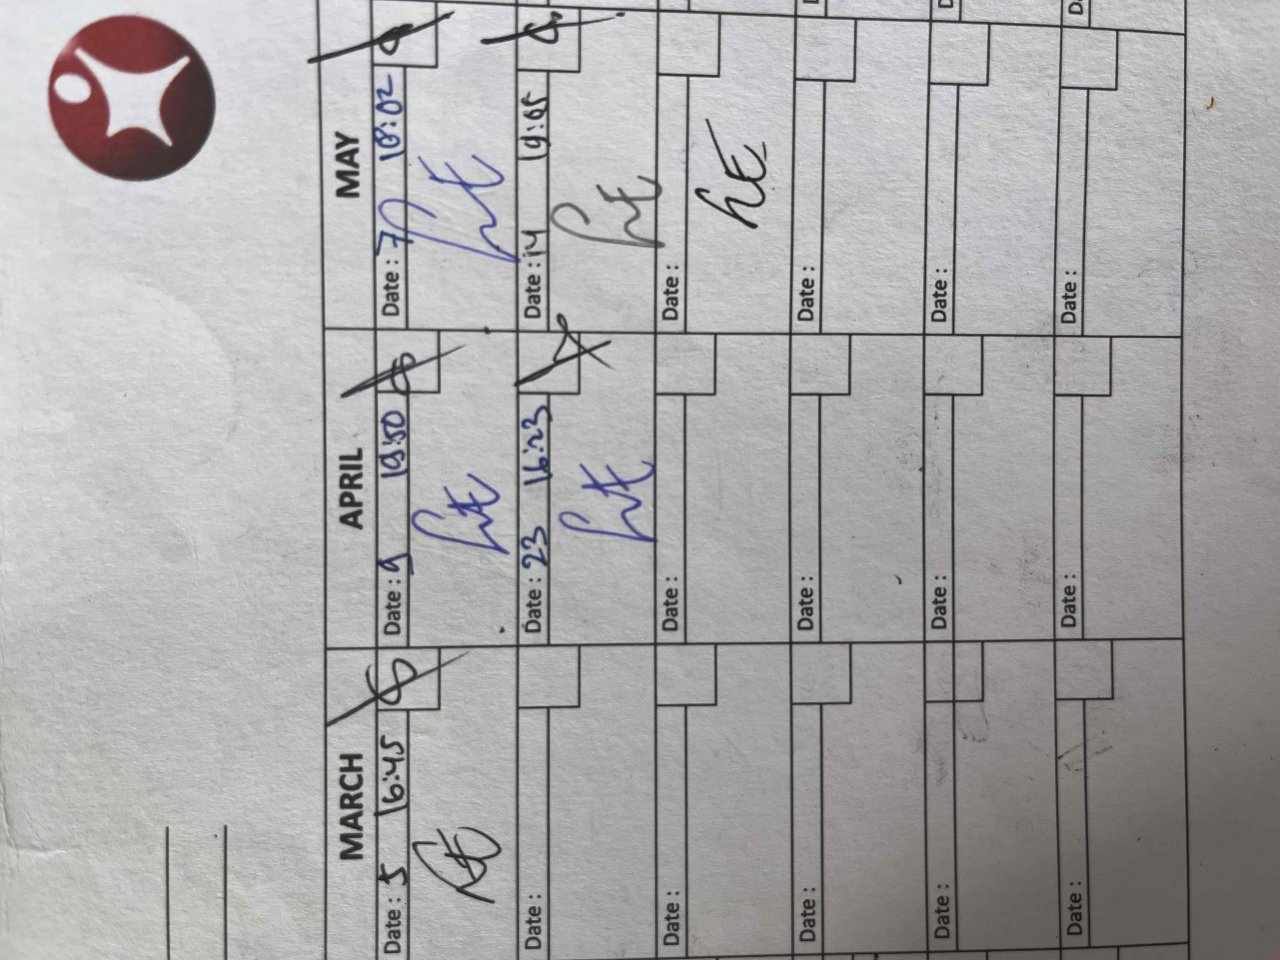 MARCH APRIL MAY
Date : 5 16:45 Date : 9 19:50 Date : 7 18:02
Date : Date : 23 16:23 Date : 14 19:05
Date : Date : Date :
Date : Date : Date :
Date : Date : Date :
Date : Date : Date :